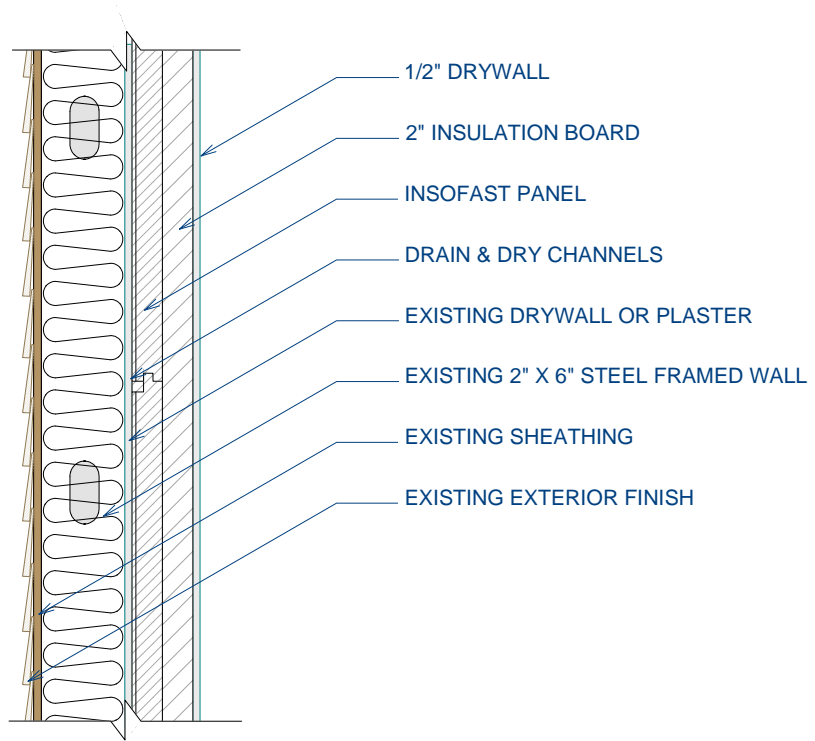 1/2" DRYWALL
2" INSULATION BOARD
INSOFAST PANEL
DRAIN & DRY CHANNELS
EXISTING DRYWALL OR PLASTER
EXISTING 2" X 6" STEEL FRAMED WALL
EXISTING SHEATHING
EXISTING EXTERIOR FINISH